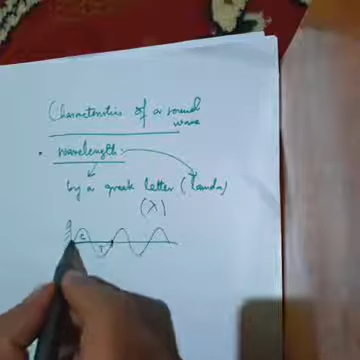 Characteristics of a sound
wave
• wavelength :
by a greek letter (lamda)
(λ)
C
T